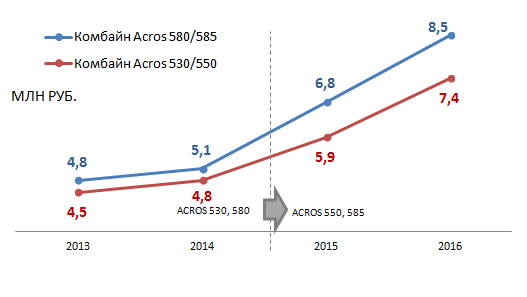 Комбайн Acros 580/585
Комбайн Acros 530/550
МЛН РУБ.
8,5
6,8
7,4
5,1
5,9
4,8
4,8
4,5
ACROS 530, 580
ACROS 550, 585
2013 2014 2015 2016